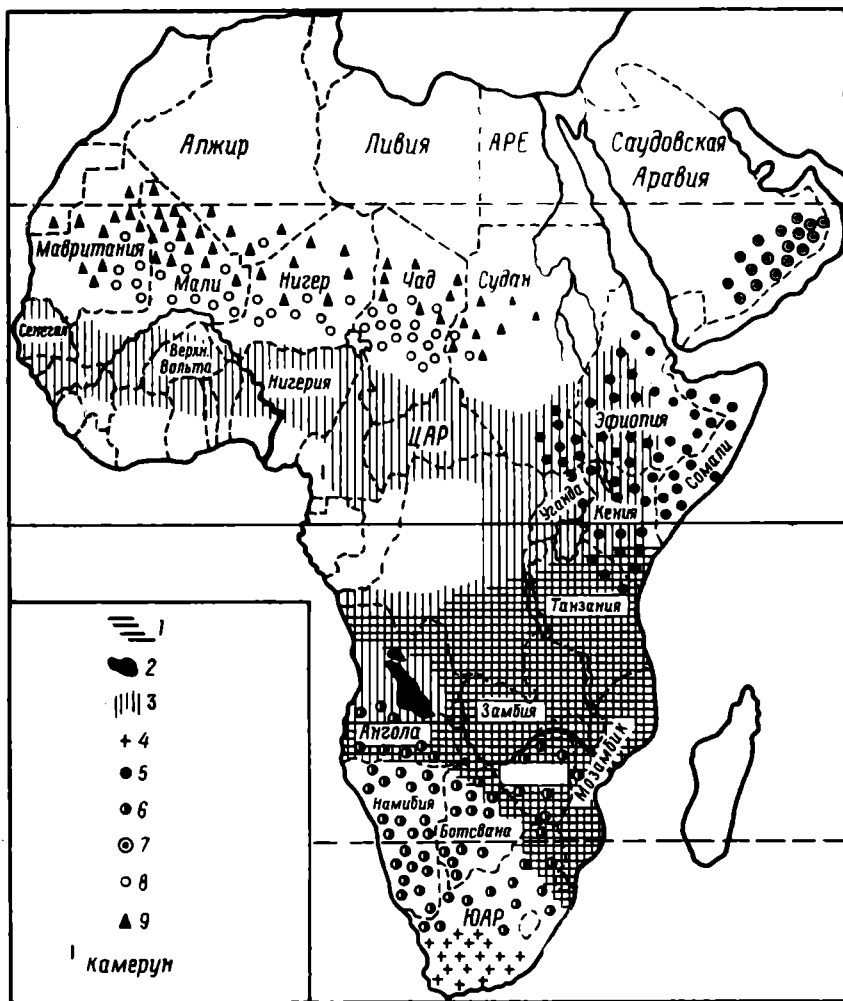 Алжир
Ливия
АРЕ
Саудовская
Аравия
Мавритания
Мали
Нигер
Чад
Судан
Сенегал
Верхн.
Вольта
Нигерия
ЦАР
Эфиопия
Сомали
Уганда
Кения
Танзания
Замбия
Ангола
Мозамбик
Намибия
Ботсвана
ЮАР
1
2
3
4
5
6
7
8
9
I камерун